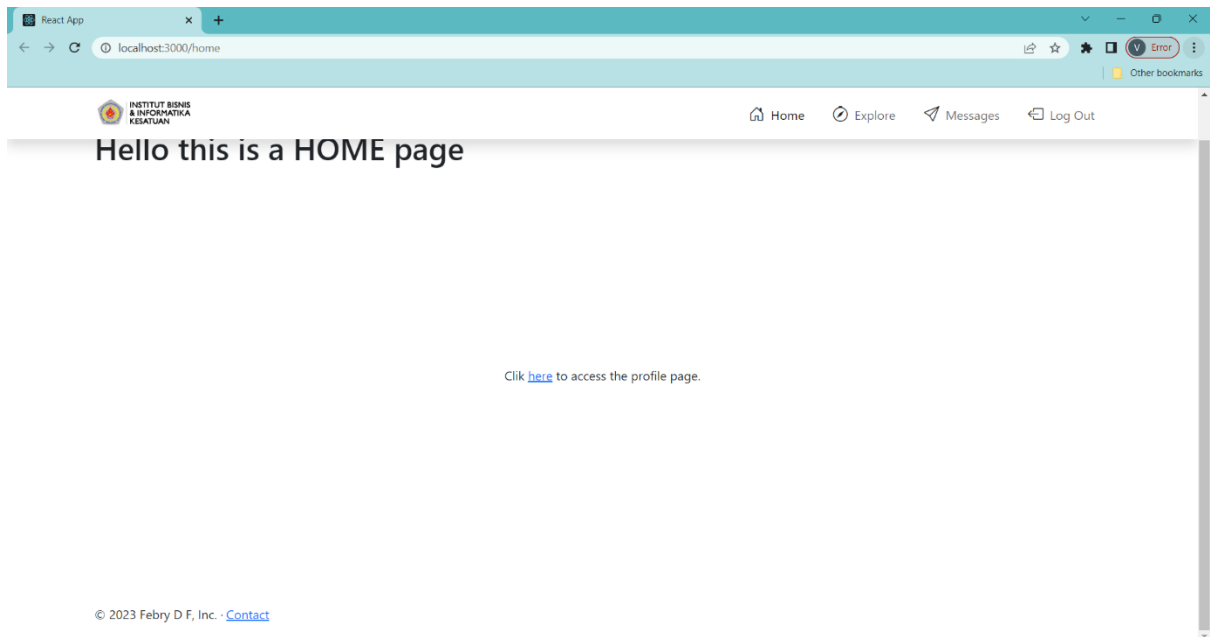 React App
localhost:3000/home
V Error
Other bookmarks
INSTITUT BISNIS
& INFORMATIKA
KESATUAN
Home Explore Messages Log Out
Hello this is a HOME page
Clik here to access the profile page.
© 2023 Febry D F, Inc. · Contact